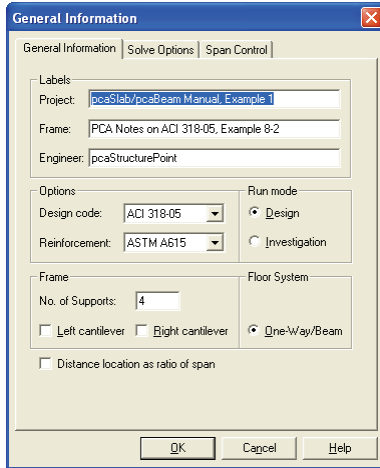 General Information
General Information Solve Options Span Control
Labels
Project: pcaSlab/pcaBeam Manual, Example 1
Frame: PCA Notes on ACI 318-05, Example 8-2
Engineer: pcaStructurePoint
Options Run mode
Design code: ACI 318-05 Design
Reinforcement: ASTM A615 Investigation
Frame Floor System
No. of Supports: 4
Left cantilever Right cantilever One-Way/Beam
Distance location as ratio of span
OK Cancel Help